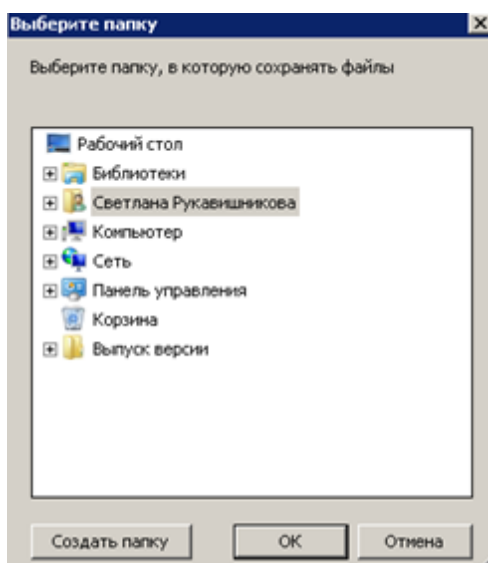 Выберите папку
Выберите папку, в которую сохранять файлы
Рабочий стол
Библиотеки
Светлана Рукавишникова
Компьютер
Сеть
Панель управления
Корзина
Выпуск версии
Создать папку
ОК
Отмена